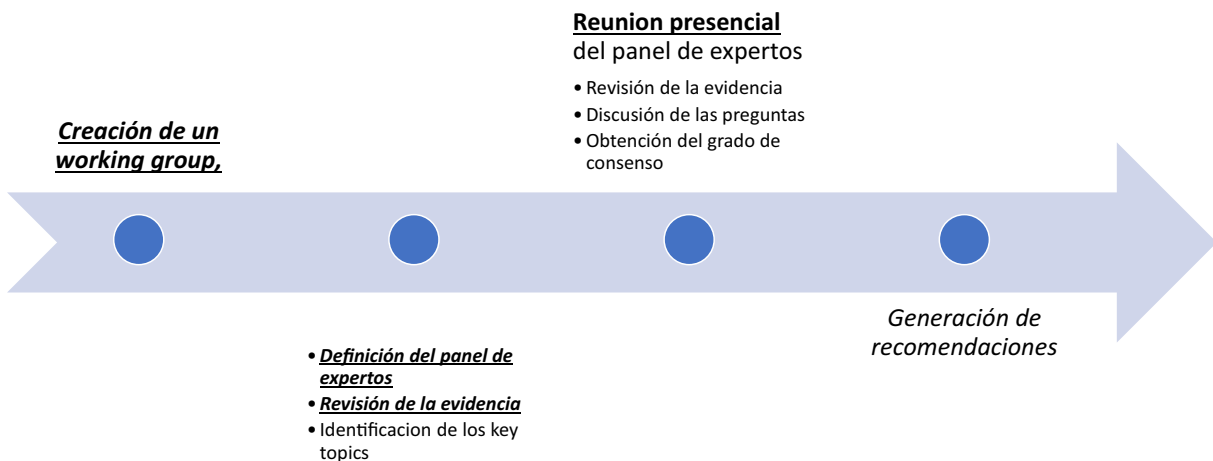 Creación de un
working group,
• Definición del panel de
expertos
• Revisión de la evidencia
• Identificacion de los key
topics
Reunion presencial
del panel de expertos
• Revisión de la evidencia
• Discusión de las preguntas
• Obtención del grado de
consenso
Generación de
recomendaciones